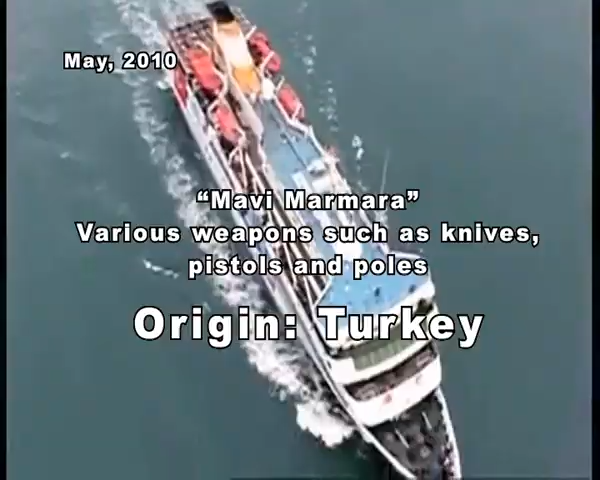 May, 2010
“Mavi Marmara”
Various weapons such as knives,
pistols and poles
Origin: Turkey